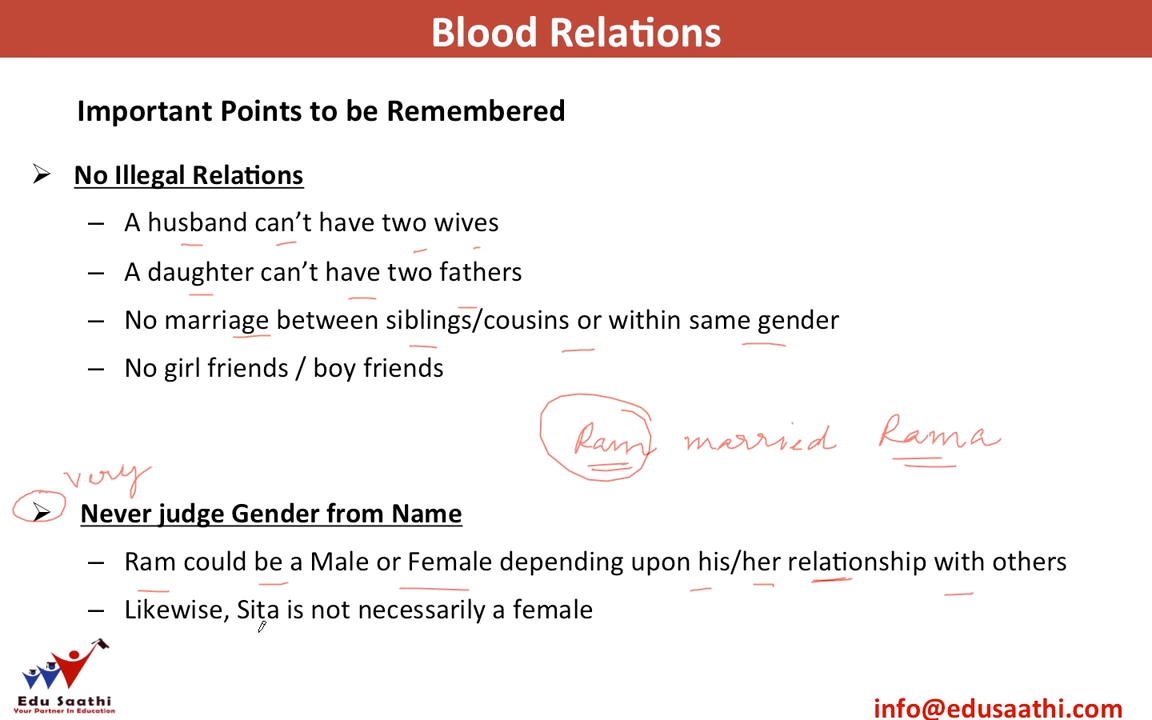 Blood Relations
Important Points to be Remembered
➢ No Illegal Relations
– A husband can’t have two wives
– A daughter can’t have two fathers
– No marriage between siblings/cousins or within same gender
– No girl friends / boy friends
Ram married Rama
very
➢ Never judge Gender from Name
– Ram could be a Male or Female depending upon his/her relationship with others
– Likewise, Sita is not necessarily a female
Edu Saathi
Your Partner In Education
info@edusaathi.com